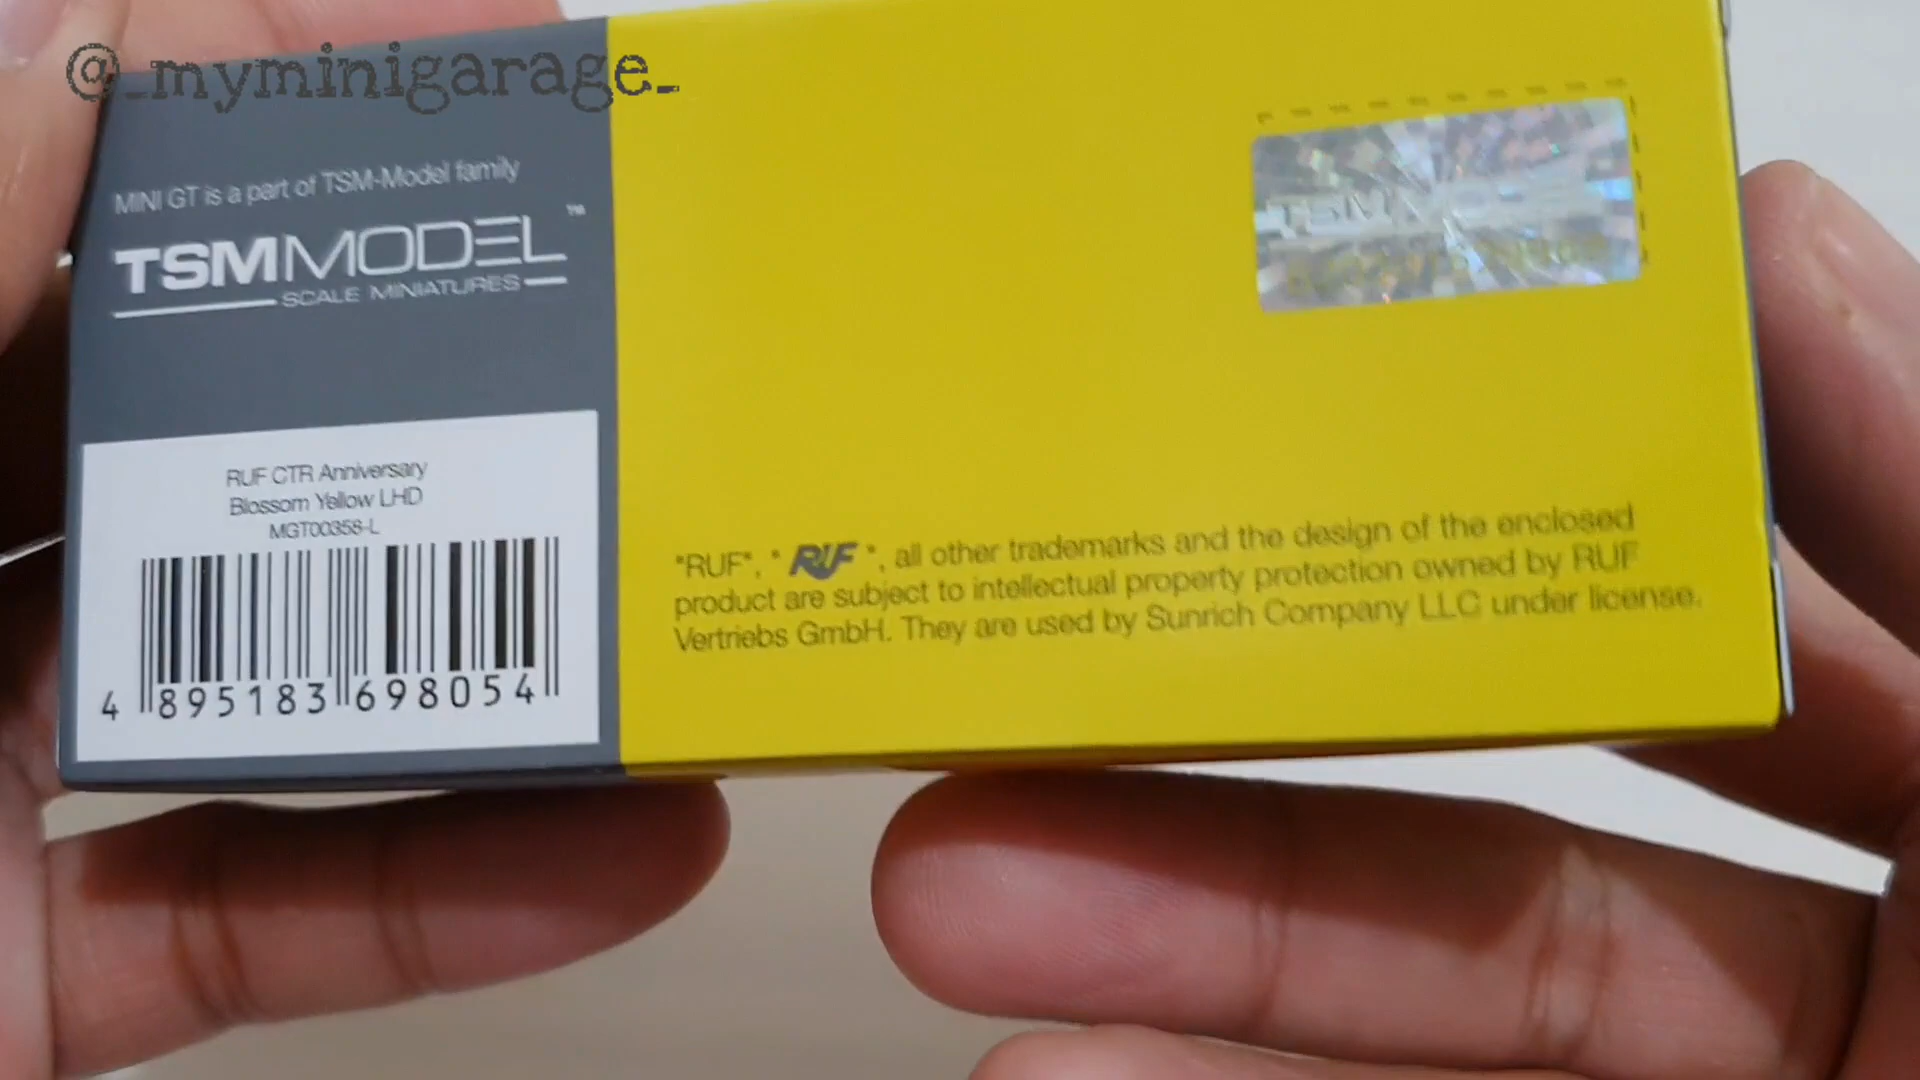 @_myminigarage_
MINI GT is a part of TSM-Model family
TSMMODEL™
SCALE MINIATURES
RUF CTR Anniversary
Blossom Yellow LHD
MGT00358-L
4 895183 698054
"RUF", " RUF ", all other trademarks and the design of the enclosed
product are subject to intellectual property protection owned by RUF
Vertriebs GmbH. They are used by Sunrich Company LLC under license.
TSM